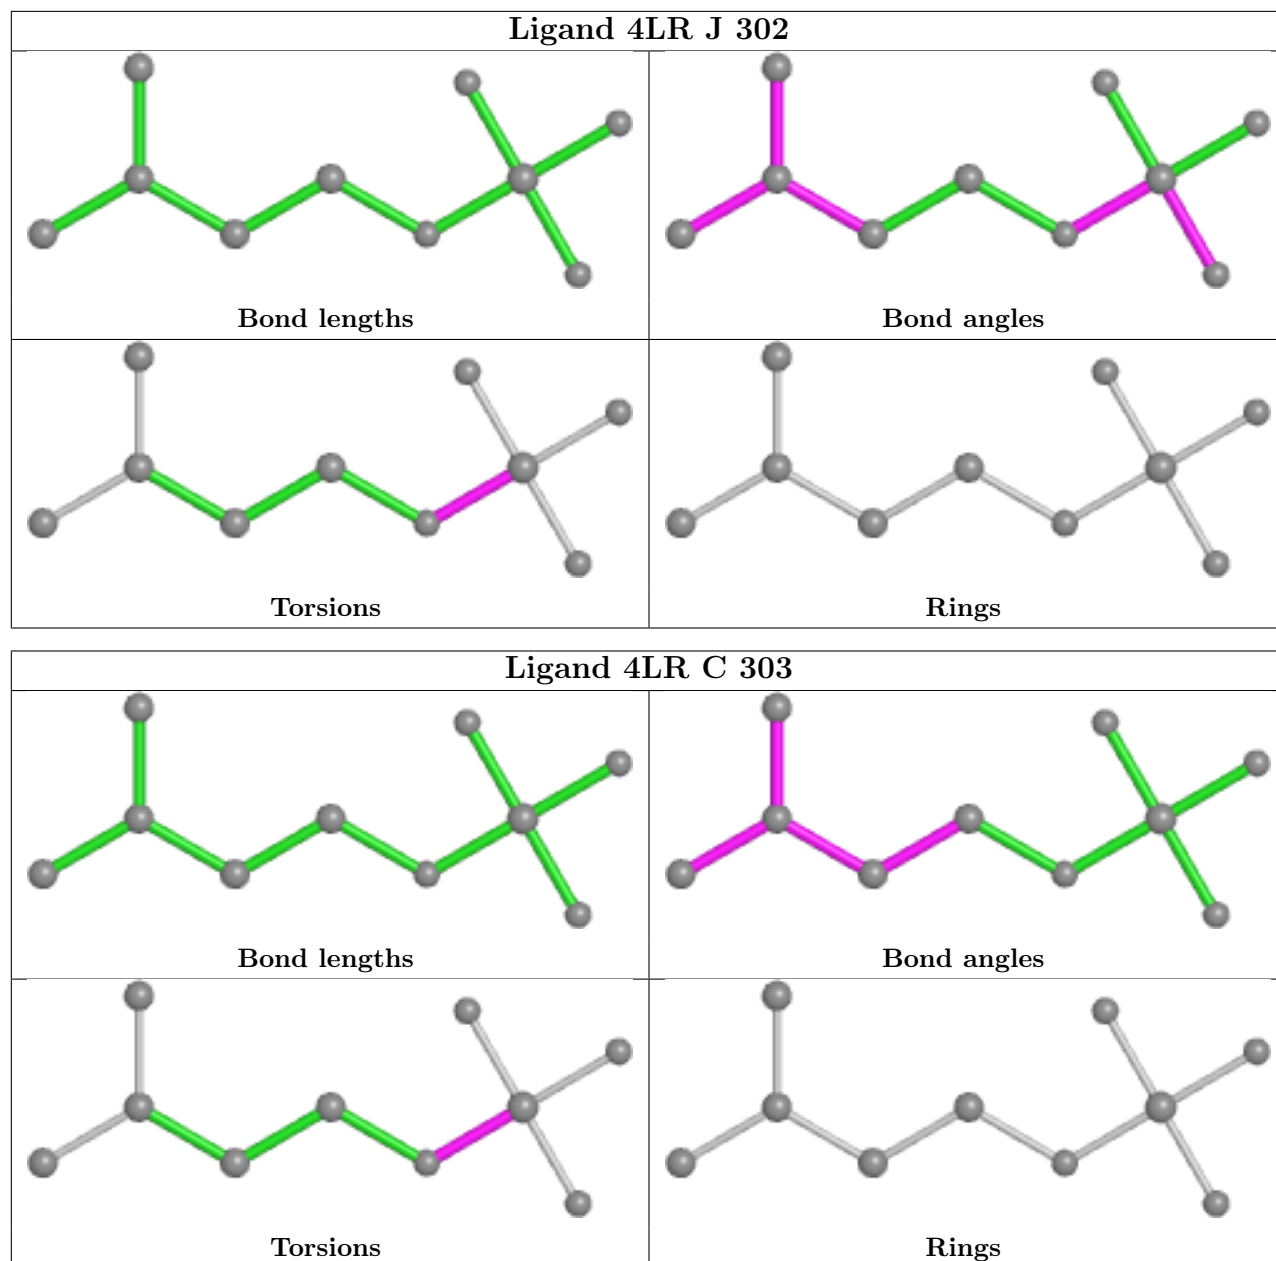 Ligand 4LR J 302
Bond lengths
Bond angles
Torsions
Rings
Ligand 4LR C 303
Bond lengths
Bond angles
Torsions
Rings